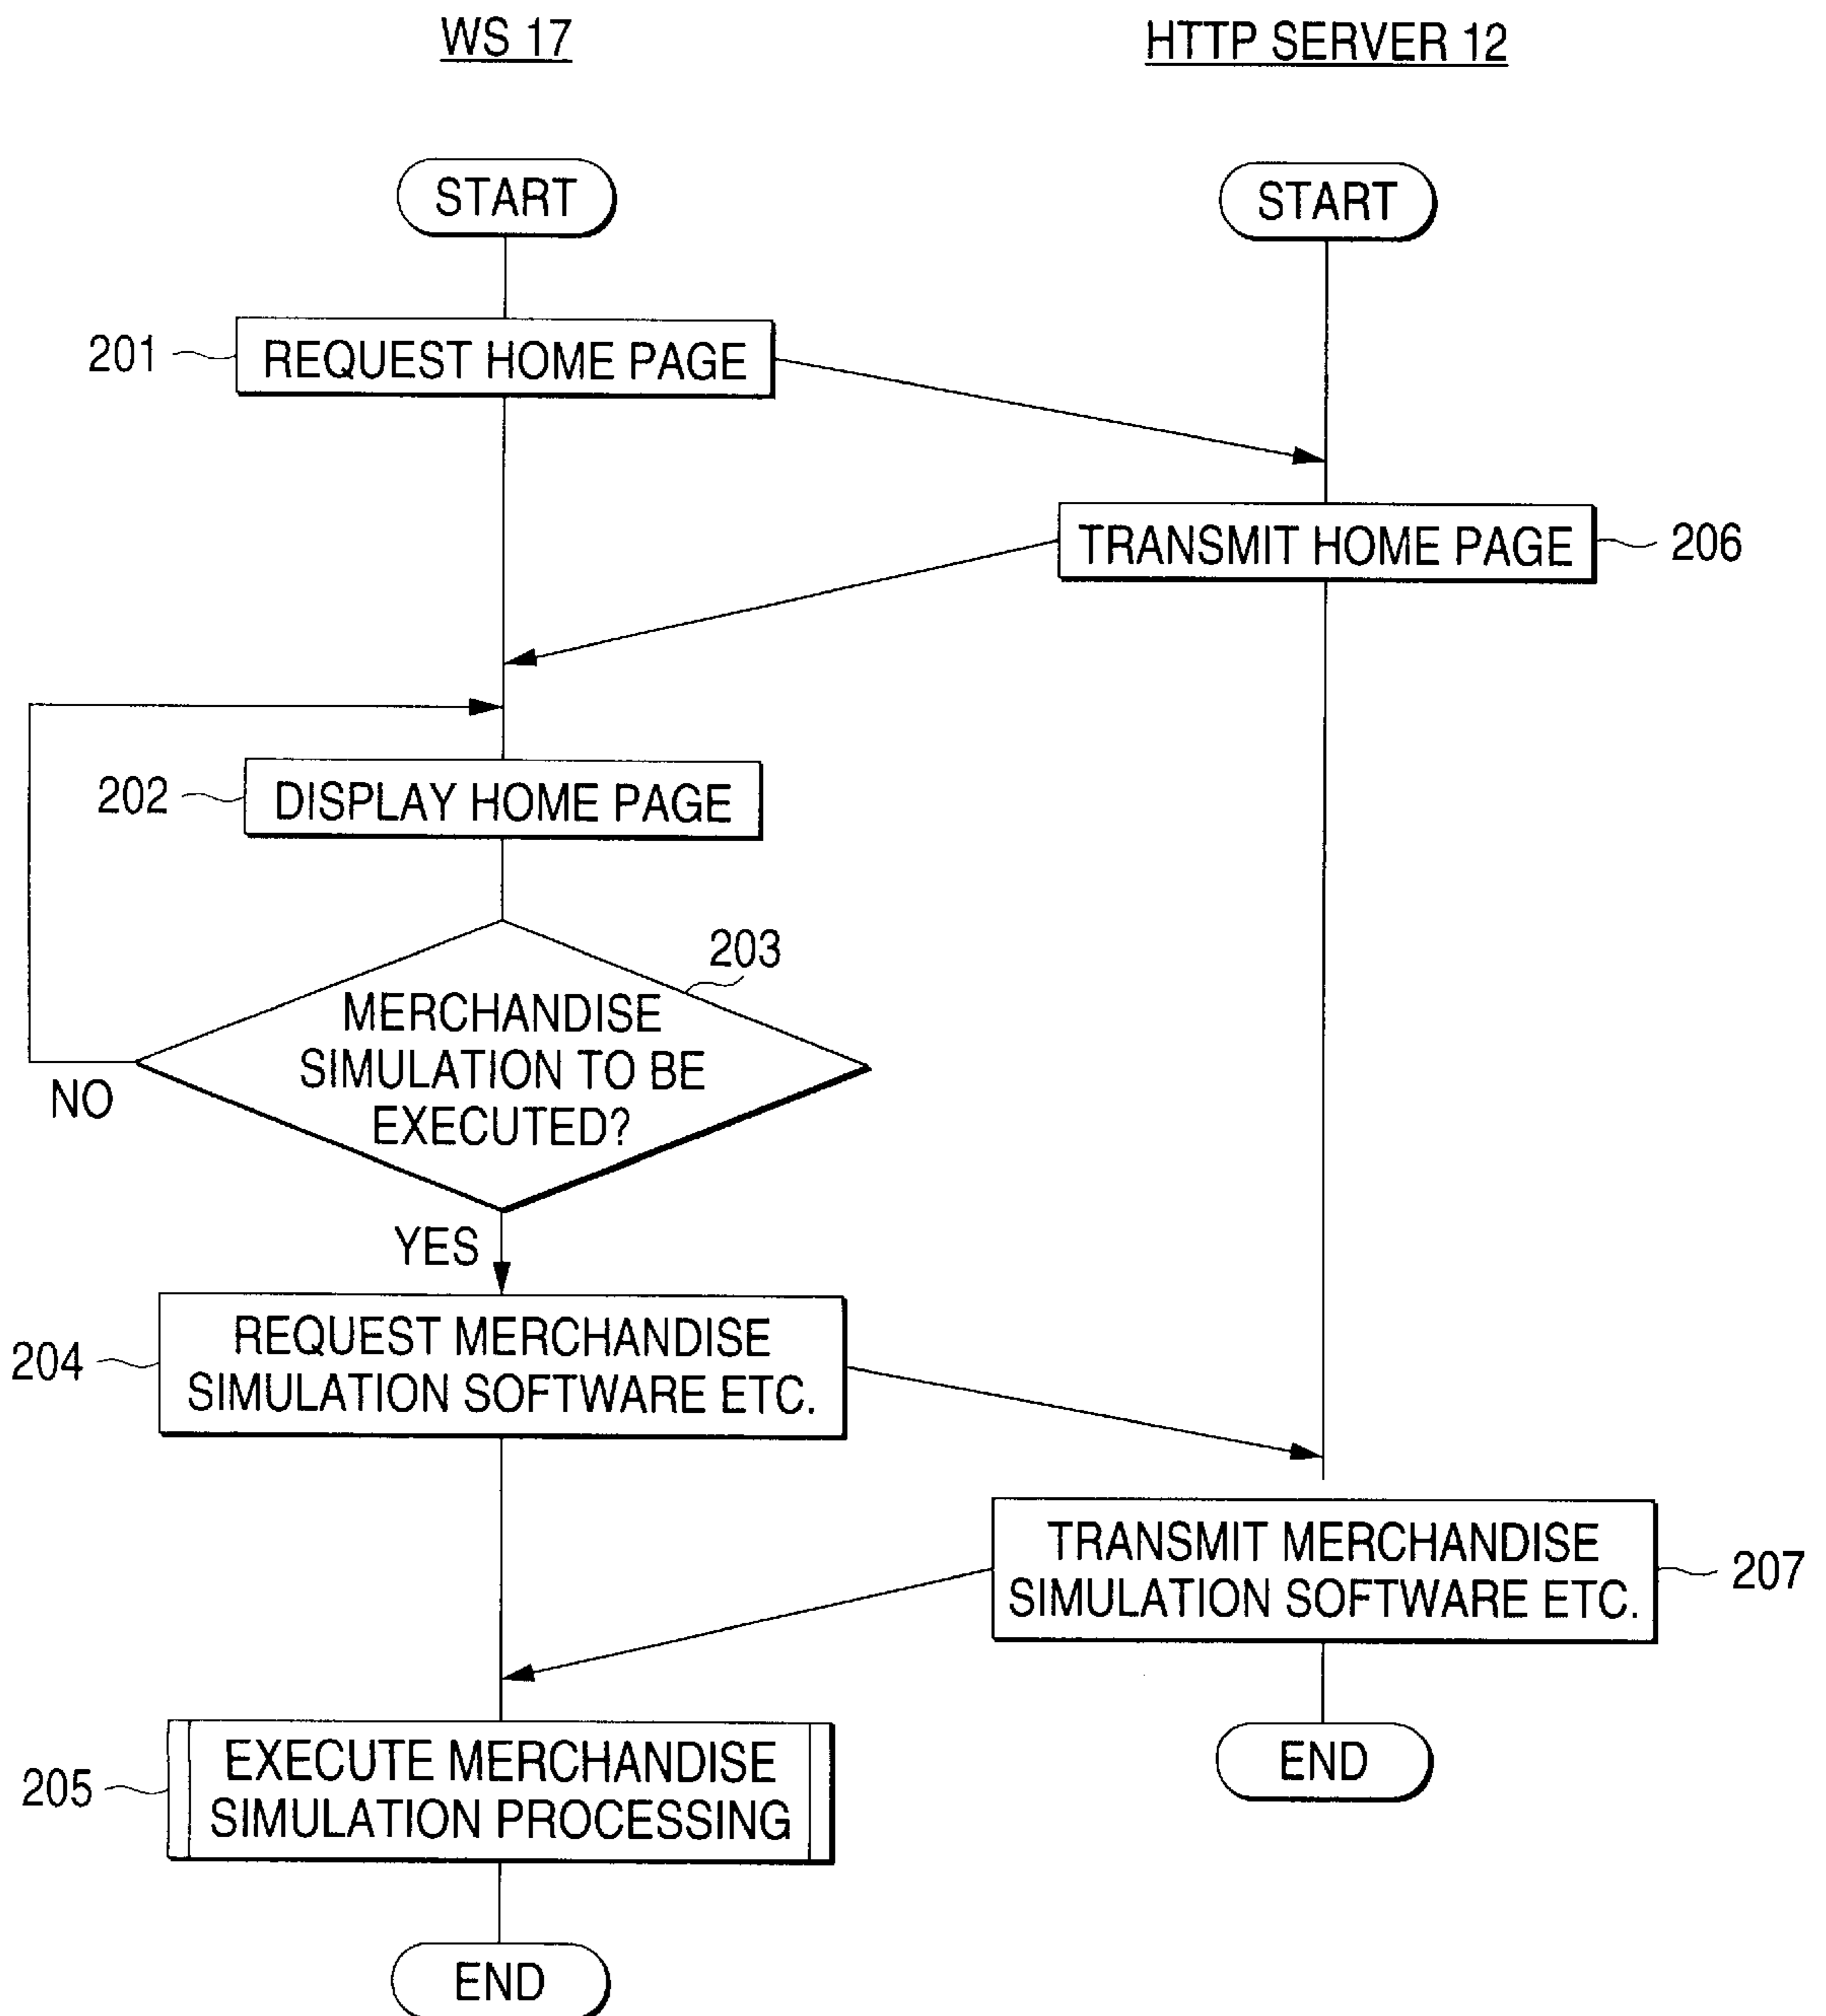 WS 17
HTTP SERVER 12
START
START
201
REQUEST HOME PAGE
TRANSMIT HOME PAGE
206
202
DISPLAY HOME PAGE
203
MERCHANDISE
SIMULATION TO BE
EXECUTED?
NO
YES
204
REQUEST MERCHANDISE
SIMULATION SOFTWARE ETC.
TRANSMIT MERCHANDISE
SIMULATION SOFTWARE ETC.
207
205
EXECUTE MERCHANDISE
SIMULATION PROCESSING
END
END